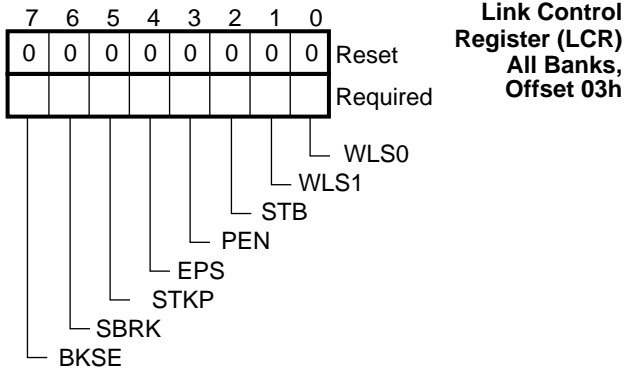 7 6 5 4 3 2 1 0
0 0 0 0 0 0 0 0 Reset
Required
Link Control
Register (LCR)
All Banks,
Offset 03h
WLS0
WLS1
STB
PEN
EPS
STKP
SBRK
BKSE